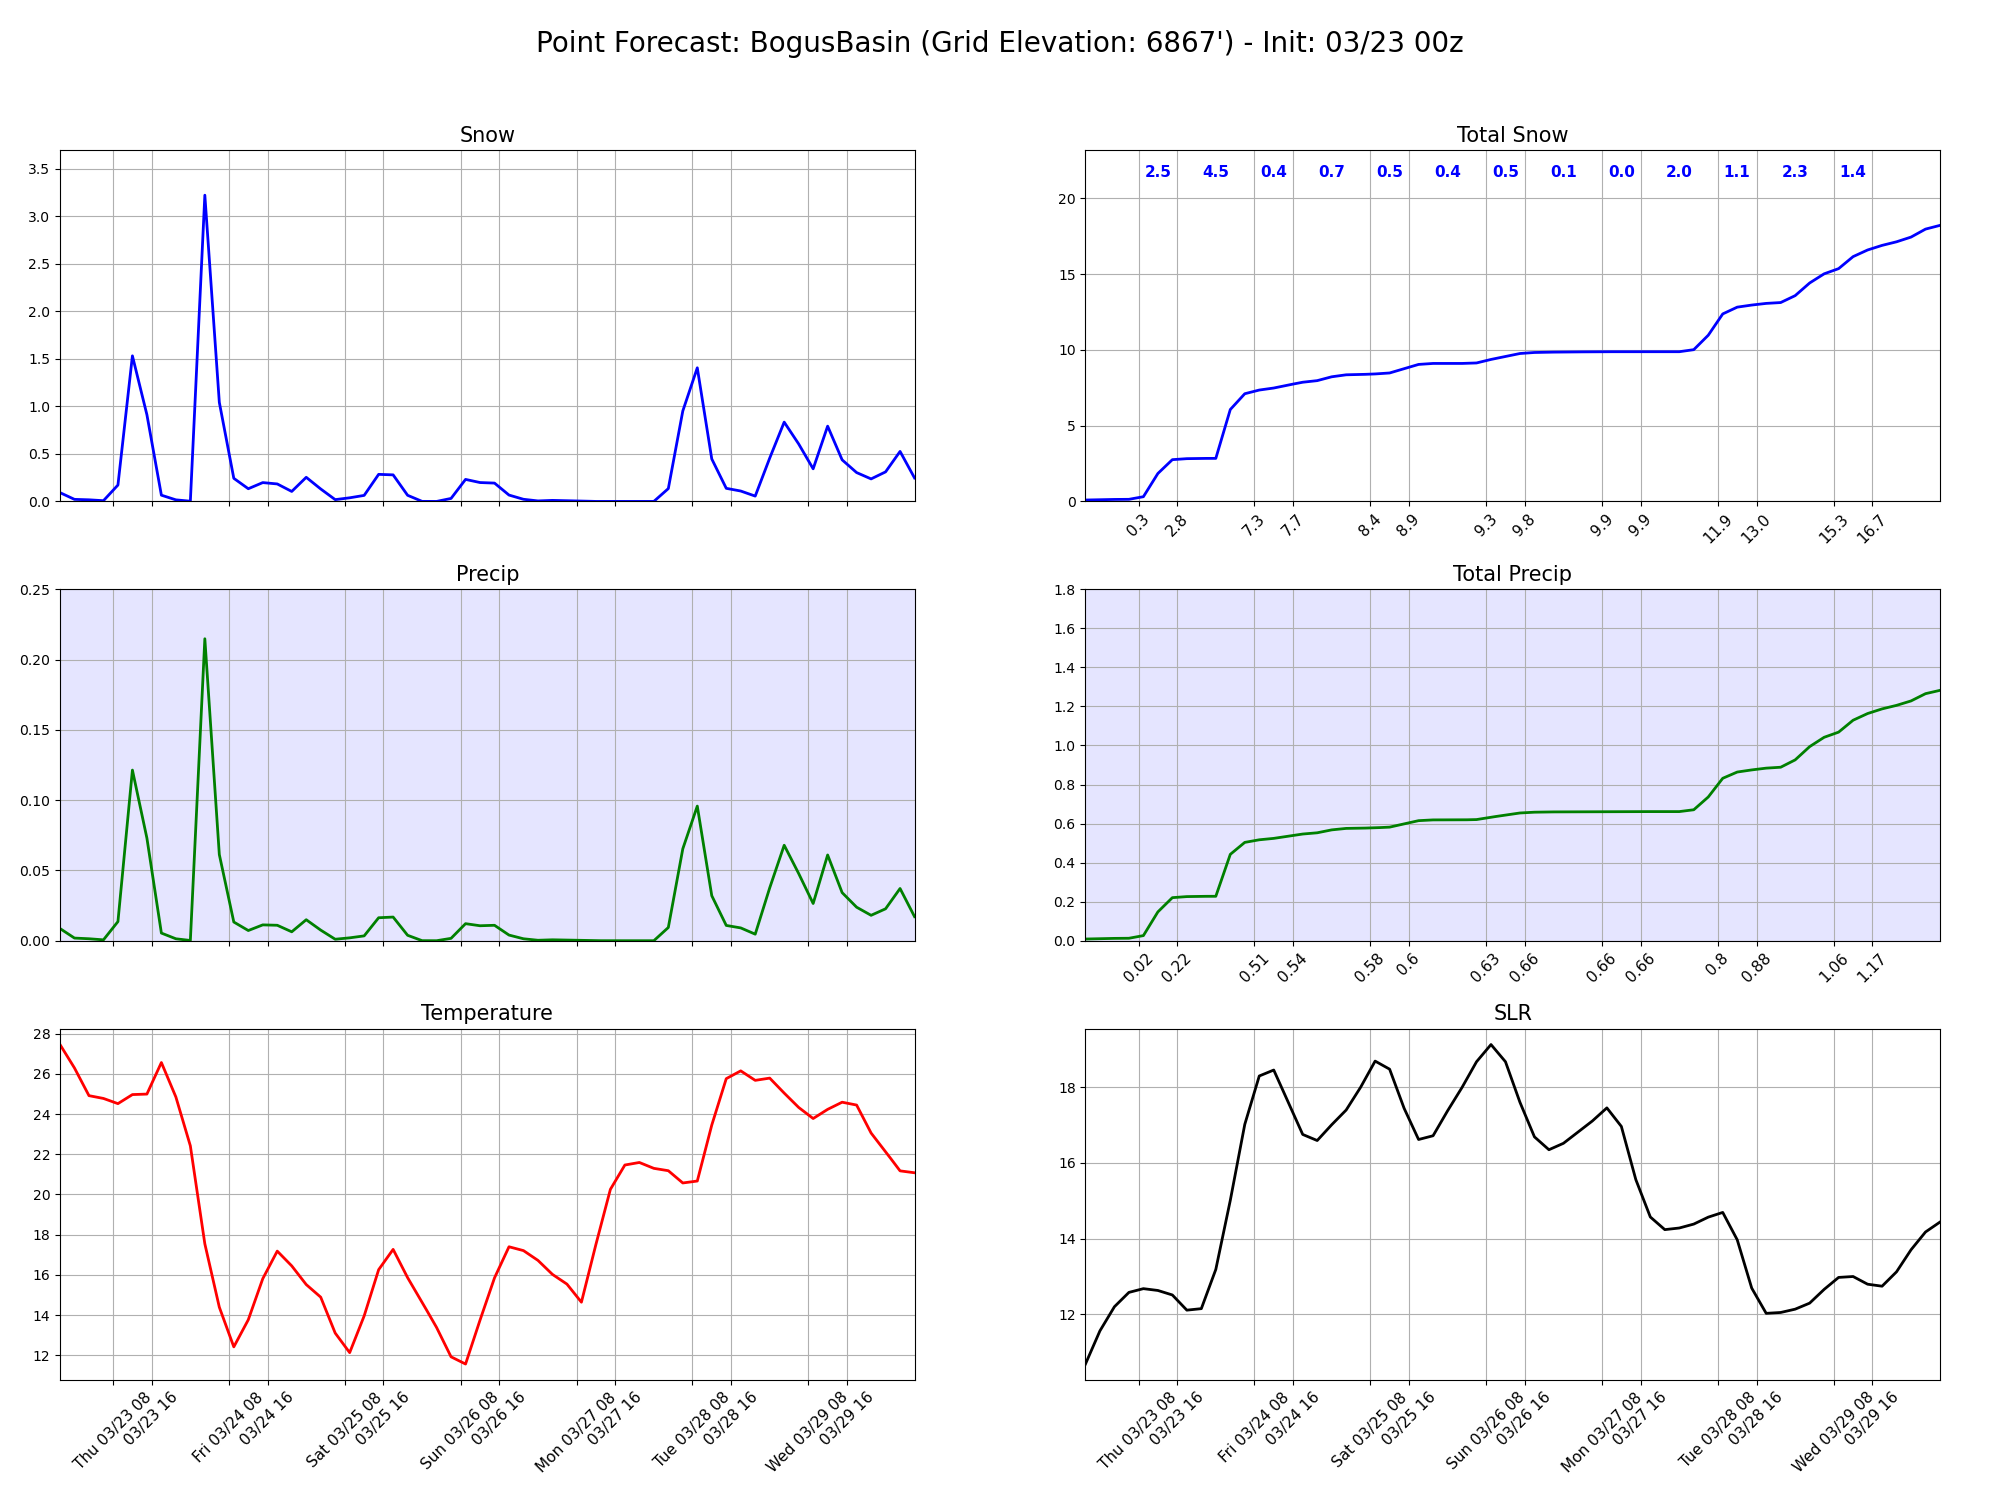 Point Forecast: BogusBasin (Grid Elevation: 6867') - Init: 03/23 00z
Snow
3.5
3.0
2.5
2.0
1.5
1.0
0.5
0.0
Total Snow
2.5 4.5 0.4 0.7 0.5 0.4 0.5 0.1 0.0 2.0 1.1 2.3 1.4
20
15
10
5
0
0.3 2.8 7.3 7.7 8.4 8.9 9.3 9.8 9.9 9.9 11.9 13.0 15.3 16.7
Precip
0.25
0.20
0.15
0.10
0.05
0.00
Total Precip
1.8
1.6
1.4
1.2
1.0
0.8
0.6
0.4
0.2
0.0
0.02 0.22 0.51 0.54 0.58 0.6 0.63 0.66 0.66 0.66 0.8 0.88 1.06 1.17
Temperature
28
26
24
22
20
18
16
14
12
Thu 03/23 08
03/23 16
Fri 03/24 08
03/24 16
Sat 03/25 08
03/25 16
Sun 03/26 08
03/26 16
Mon 03/27 08
03/27 16
Tue 03/28 08
03/28 16
Wed 03/29 08
03/29 16
SLR
18
16
14
12
Thu 03/23 08
03/23 16
Fri 03/24 08
03/24 16
Sat 03/25 08
03/25 16
Sun 03/26 08
03/26 16
Mon 03/27 08
03/27 16
Tue 03/28 08
03/28 16
Wed 03/29 08
03/29 16